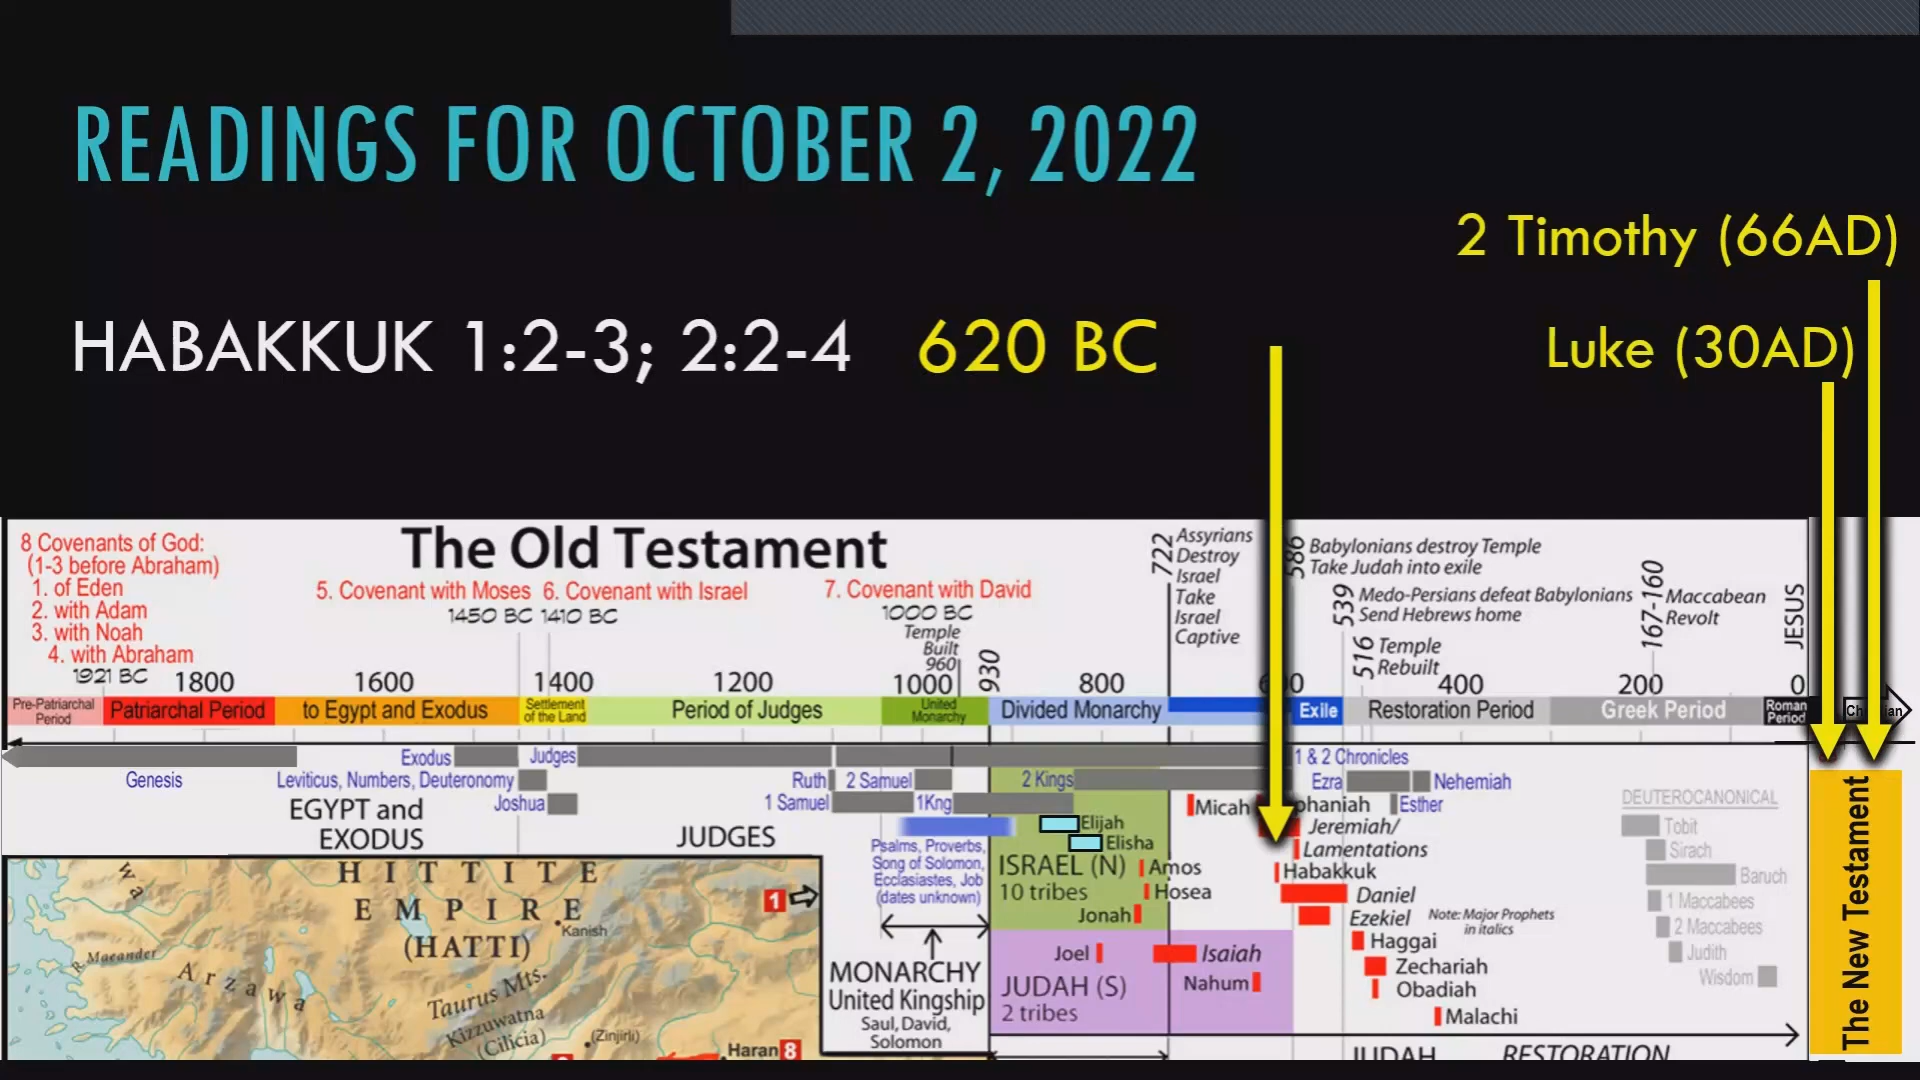 READINGS FOR OCTOBER 2, 2022
2 Timothy (66AD)
HABAKKUK 1:2-3; 2:2-4 620 BC
Luke (30AD)
The Old Testament
8 Covenants of God:
(1-3 before Abraham)
1. of Eden
2. with Adam
3. with Noah
4. with Abraham
1921 BC
5. Covenant with Moses
1450 BC
6. Covenant with Israel
1410 BC
7. Covenant with David
1000 BC
Temple
Built
960
930
722
Assyrians
Destroy
Israel
Take
Israel
Captive
586
Babylonians destroy Temple
Take Judah into exile
539
Medo-Persians defeat Babylonians
Send Hebrews home
516
Temple
Rebuilt
167-160
Maccabean
Revolt
JESUS
1800 1600 1400 1200 1000 800 600 400 200 0
Pre-Patriarchal
Period
Patriarchal Period
to Egypt and Exodus
Settlement
of the Land
Period of Judges
United
Monarchy
Divided Monarchy
Exile
Restoration Period
Greek Period
Roman
Period
Genesis
Exodus
Leviticus, Numbers, Deuteronomy
Joshua
Judges
Ruth
1 Samuel
2 Samuel
1Kng
2 Kings
1 & 2 Chronicles
Ezra
Nehemiah
Esther
EGYPT and
EXODUS
JUDGES
Psalms, Proverbs,
Song of Solomon,
Ecclasiastes, Job
(dates unknown)
MONARCHY
United Kingship
Saul, David,
Solomon
Elijah
Elisha
ISRAEL (N)
10 tribes
Amos
Hosea
Jonah
Joel
Isaiah
JUDAH (S)
2 tribes
Nahum
Micah
phaniah
Jeremiah/
Lamentations
Habakkuk
Daniel
Ezekiel
Note: Major Prophets
in italics
Haggai
Zechariah
Obadiah
Malachi
DEUTEROCANONICAL
Tobit
Sirach
Baruch
1 Maccabees
2 Maccabees
Judith
Wisdom
The New Testament
JUDAH RESTORATION
HITTITE
EMPIRE
(HATTI)
Kanish
1
R. Maeander
Arzawa
Taurus Mts.
Kizzuwatna
(Cilicia)
(Zinjirli)
Haran 8